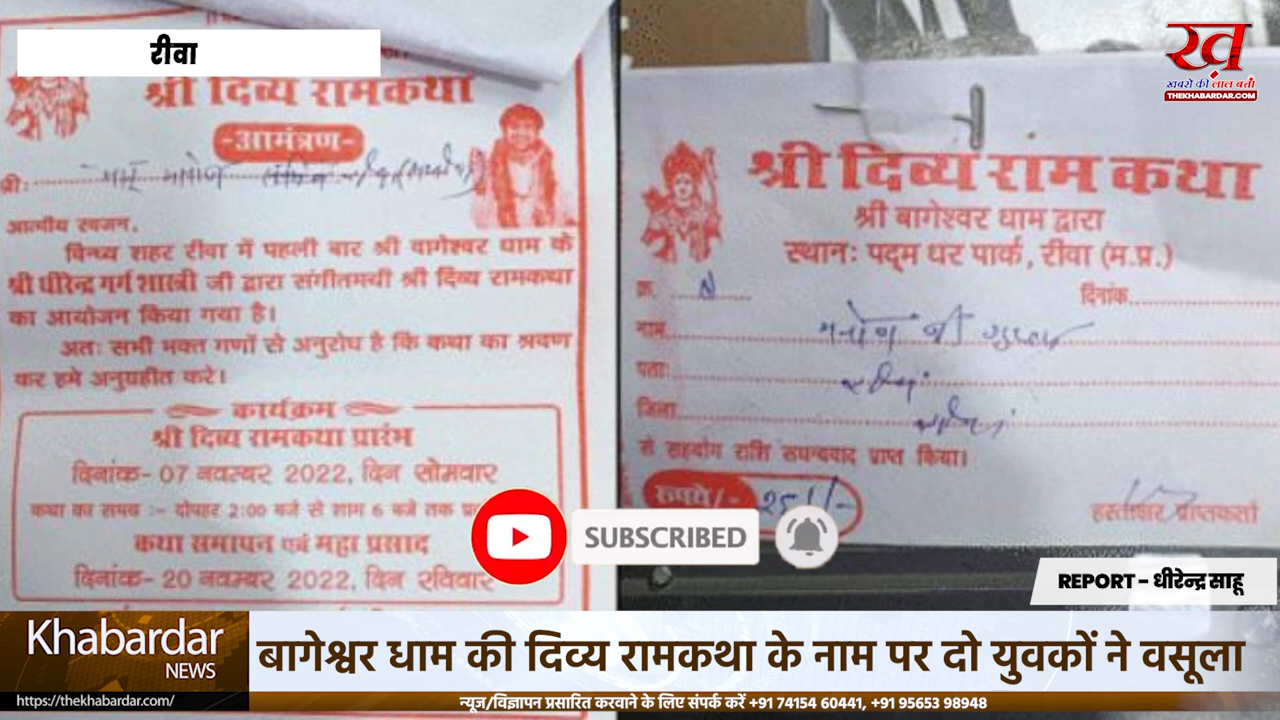 रीवा
श्री दिव्य रामकथा
-आमंत्रण-
श्री:
आत्मीय स्वजन,
विन्ध्य शहर रीवा में पहली बार श्री बागेश्वर धाम के
श्री धीरेन्द्र गर्ग शास्त्री जी द्वारा संगीतमयी श्री दिव्य रामकथा
का आयोजन किया गया है।
अतः सभी भक्त गणों से अनुरोध है कि कथा का श्रवण
कर हमे अनुग्रहीत करे।
कार्यक्रम
श्री दिव्य रामकथा प्रारंभ
दिनांक- 07 नवम्बर 2022, दिन सोमवार
कथा का समय :- दोपहर 2:00 बजे से शाम 6 बजे तक
कथा समापन एवं महा प्रसाद
दिनांक- 20 नवम्बर 2022, दिन रविवार
श्री दिव्य राम कथा
श्री बागेश्वर धाम द्वारा
स्थानः पद्म धर पार्क, रीवा (म.प्र.)
क्र.
दिनांक
नाम
पताः
जिला
से सहयोग राशि सधन्यवाद प्राप्त किया।
रूपये/- 251/-
हस्ताक्षर प्राप्तकर्ता
ख
खबरों की लाल बत्ती
THEKHABARDAR.COM
SUBSCRIBED
REPORT - धीरेन्द्र साहू
Khabardar
NEWS
बागेश्वर धाम की दिव्य रामकथा के नाम पर दो युवकों ने वसूला
https://thekhabardar.com/
न्यूज/विज्ञापन प्रसारित करवाने के लिए संपर्क करें +91 74154 60441, +91 95653 98948